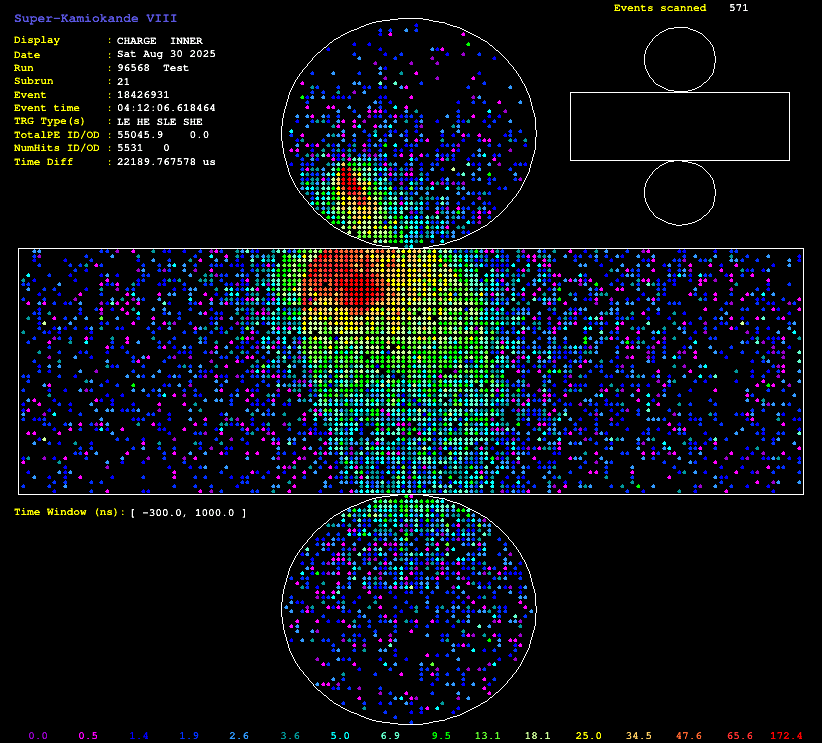 Super-Kamiokande VIII
Events scanned 571
Display : CHARGE INNER
Date : Sat Aug 30 2025
Run : 96568 Test
Subrun : 21
Event : 18426931
Event time : 04:12:06.618464
TRG Type(s) : LE HE SLE SHE
TotalPE ID/OD : 55045.9 0.0
NumHits ID/OD : 5531 0
Time Diff : 22189.767578 us
Time Window (ns): [ -300.0, 1000.0 ]
0.0 0.5 1.4 1.9 2.6 3.6 5.0 6.9 9.5 13.1 18.1 25.0 34.5 47.6 65.6 172.4